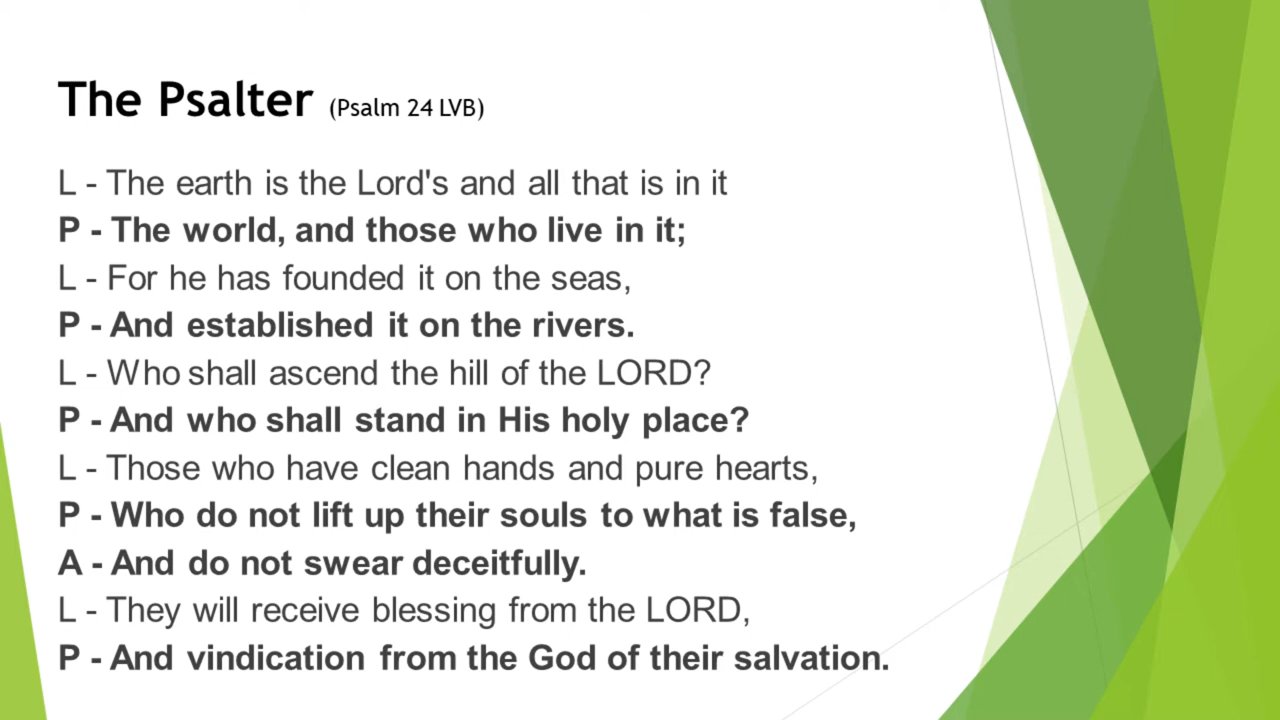 The Psalter (Psalm 24 LVB)
L - The earth is the Lord's and all that is in it
P - The world, and those who live in it;
L - For he has founded it on the seas,
P - And established it on the rivers.
L - Who shall ascend the hill of the LORD?
P - And who shall stand in His holy place?
L - Those who have clean hands and pure hearts,
P - Who do not lift up their souls to what is false,
A - And do not swear deceitfully.
L - They will receive blessing from the LORD,
P - And vindication from the God of their salvation.